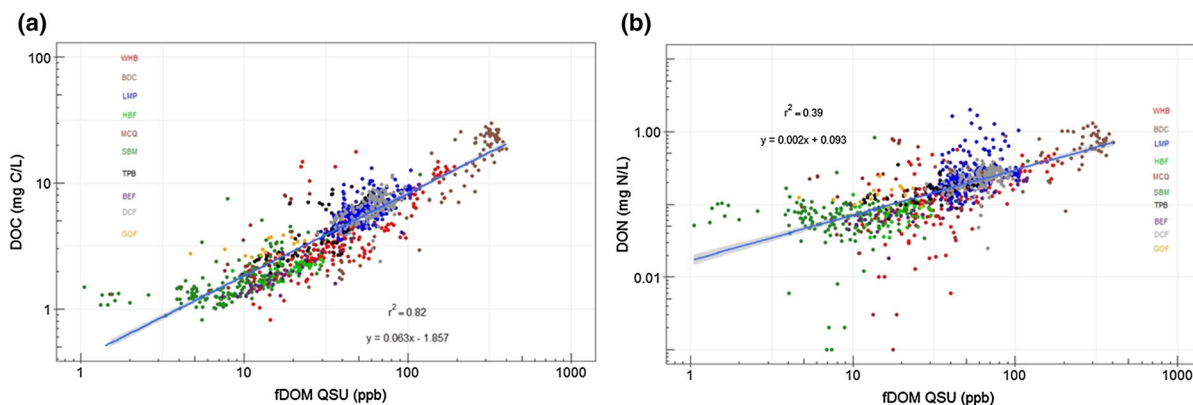 (a)
100
10
1
DOC (mg C/L)
WHB
BDC
LMP
HBF
MCQ
SBM
TPB
BEF
DCF
GOF
r² = 0.82
y = 0.063x - 1.857
1
10
100
1000
fDOM QSU (ppb)
(b)
1.00
0.01
DON (mg N/L)
r² = 0.39
y = 0.002x + 0.093
WHB
BDC
LMP
HBF
MCQ
SBM
TPB
BEF
DCF
GOF
1
10
100
1000
fDOM QSU (ppb)